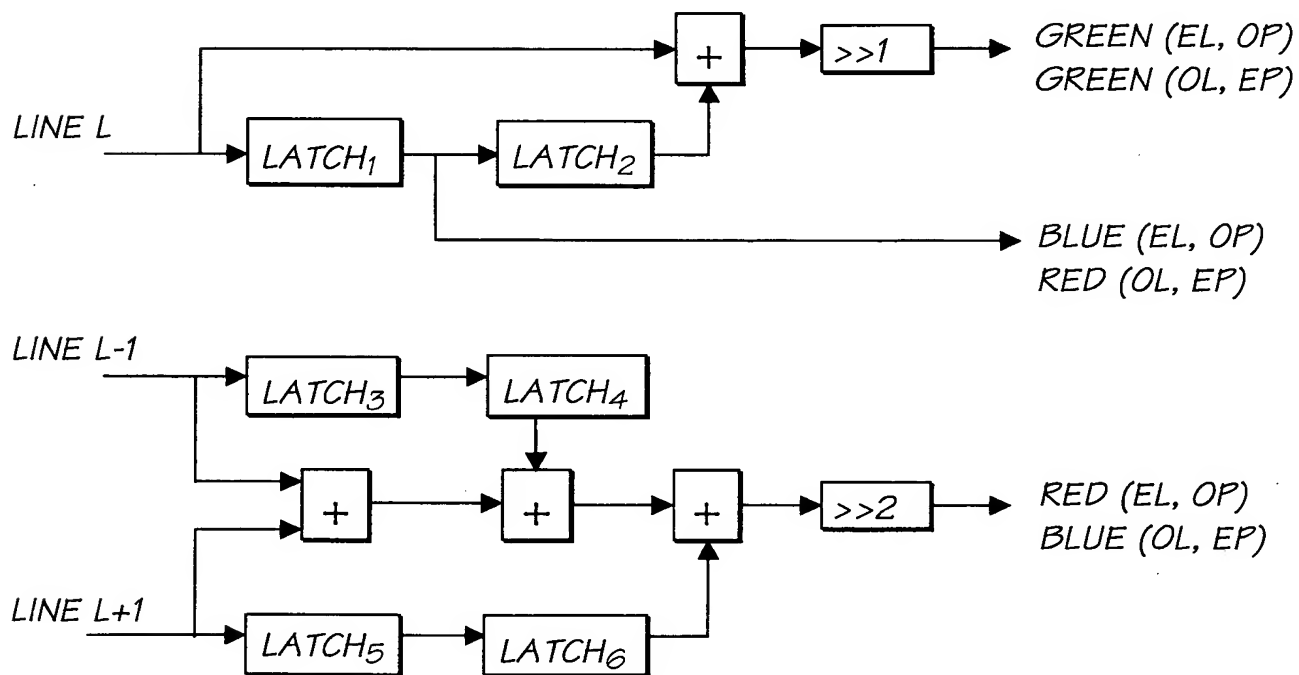 GREEN (EL, OP)
+
>>1
GREEN (OL, EP)
LINE L
LATCH₁
LATCH₂
BLUE (EL, OP)
RED (OL, EP)
LINE L-1
LATCH₃
LATCH₄
+
+
+
>>2
RED (EL, OP)
BLUE (OL, EP)
LINE L+1
LATCH₅
LATCH₆